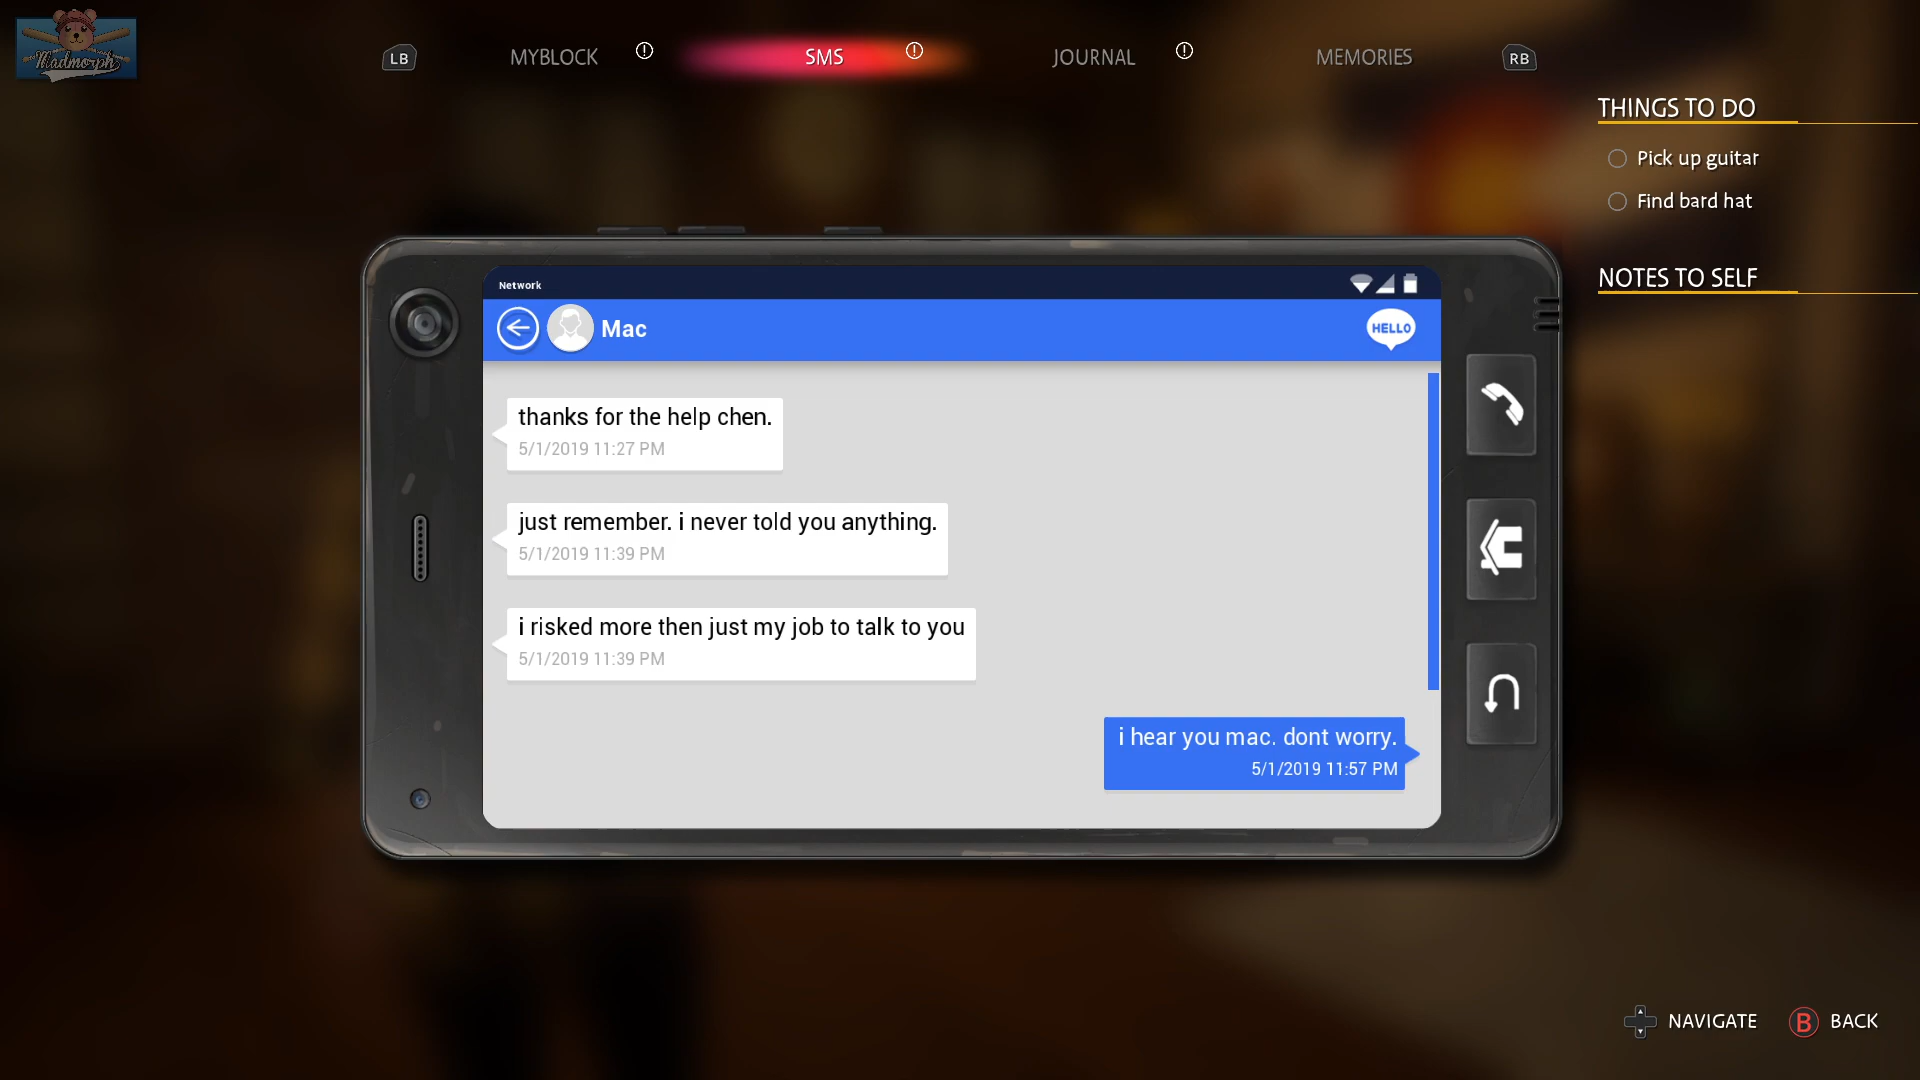 Madmorph
LB
MYBLOCK
SMS
JOURNAL
MEMORIES
RB
THINGS TO DO
Pick up guitar
Find bard hat
NOTES TO SELF
Network
Mac
HELLO
thanks for the help chen.
5/1/2019 11:27 PM
just remember. i never told you anything.
5/1/2019 11:39 PM
i risked more then just my job to talk to you
5/1/2019 11:39 PM
i hear you mac. dont worry.
5/1/2019 11:57 PM
NAVIGATE
B BACK